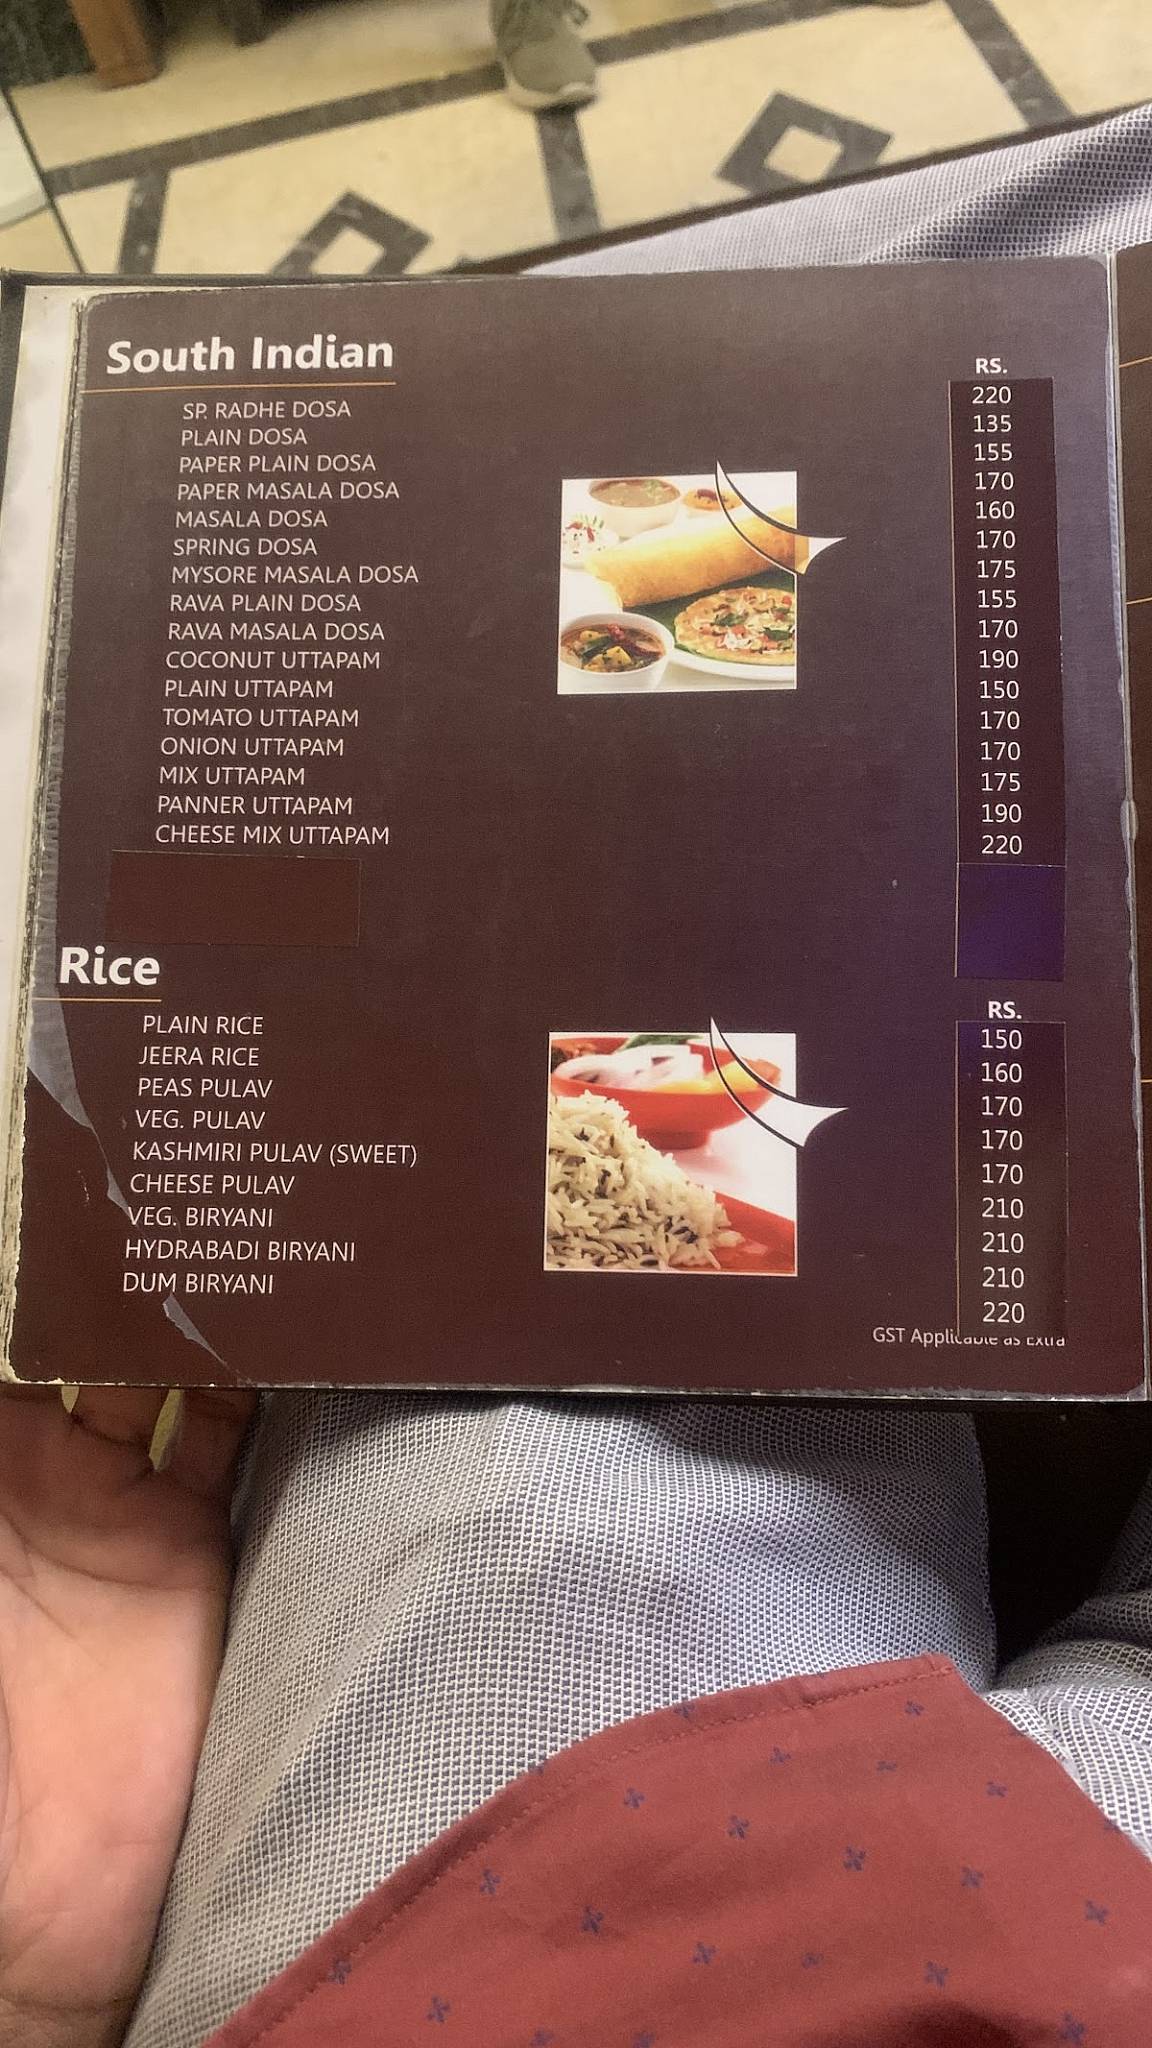 South Indian
RS.
SP. RADHE DOSA 220
PLAIN DOSA 135
PAPER PLAIN DOSA 155
PAPER MASALA DOSA 170
MASALA DOSA 160
SPRING DOSA 170
MYSORE MASALA DOSA 175
RAVA PLAIN DOSA 155
RAVA MASALA DOSA 170
COCONUT UTTAPAM 190
PLAIN UTTAPAM 150
TOMATO UTTAPAM 170
ONION UTTAPAM 170
MIX UTTAPAM 175
PANNER UTTAPAM 190
CHEESE MIX UTTAPAM 220
Rice
RS.
PLAIN RICE 150
JEERA RICE 160
PEAS PULAV 170
VEG. PULAV 170
KASHMIRI PULAV (SWEET) 170
CHEESE PULAV 210
VEG. BIRYANI 210
HYDRABADI BIRYANI 210
DUM BIRYANI 220
GST Applicable as Extra